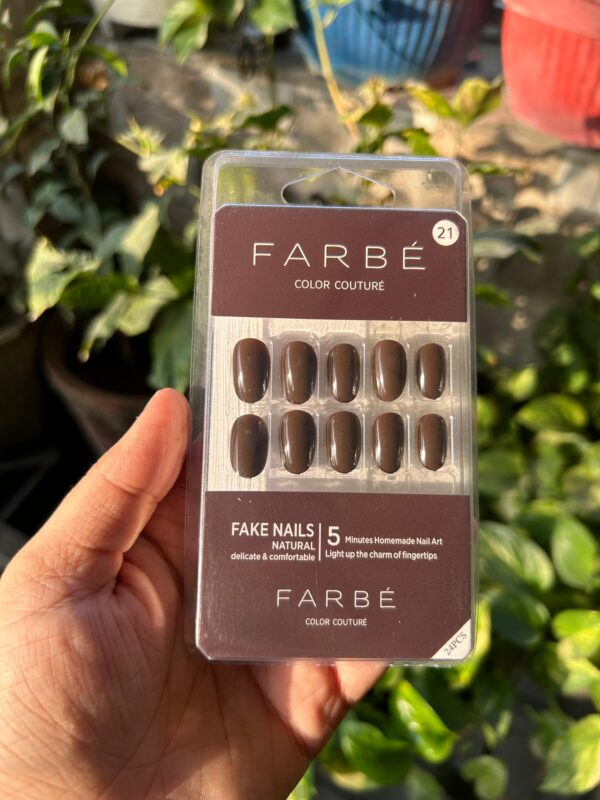 21
FARBÉ
COLOR COUTURÉ
FAKE NAILS
NATURAL
delicate & comfortable
5 Minutes Homemade Nail Art
Light up the charm of fingertips
FARBÉ
COLOR COUTURÉ
24PCS